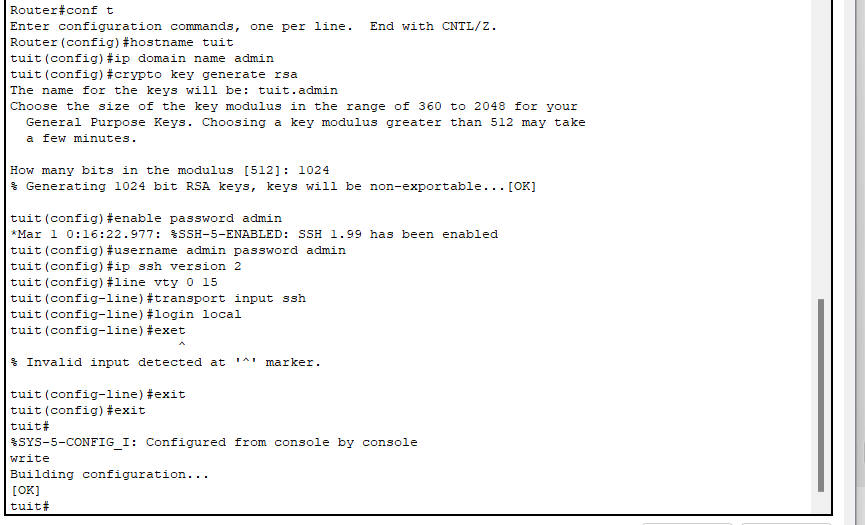 Router#conf t
Enter configuration commands, one per line.  End with CNTL/Z.
Router(config)#hostname tuit
tuit(config)#ip domain name admin
tuit(config)#crypto key generate rsa
The name for the keys will be: tuit.admin
Choose the size of the key modulus in the range of 360 to 2048 for your
  General Purpose Keys. Choosing a key modulus greater than 512 may take
  a few minutes.
How many bits in the modulus [512]: 1024
% Generating 1024 bit RSA keys, keys will be non-exportable...[OK]
tuit(config)#enable password admin
*Mar 1 0:16:22.977: %SSH-5-ENABLED: SSH 1.99 has been enabled
tuit(config)#username admin password admin
tuit(config)#ip ssh version 2
tuit(config)#line vty 0 15
tuit(config-line)#transport input ssh
tuit(config-line)#login local
tuit(config-line)#exet
                     ^
% Invalid input detected at '^' marker.
tuit(config-line)#exit
tuit(config)#exit
tuit#
%SYS-5-CONFIG_I: Configured from console by console
write
Building configuration...
[OK]
tuit#